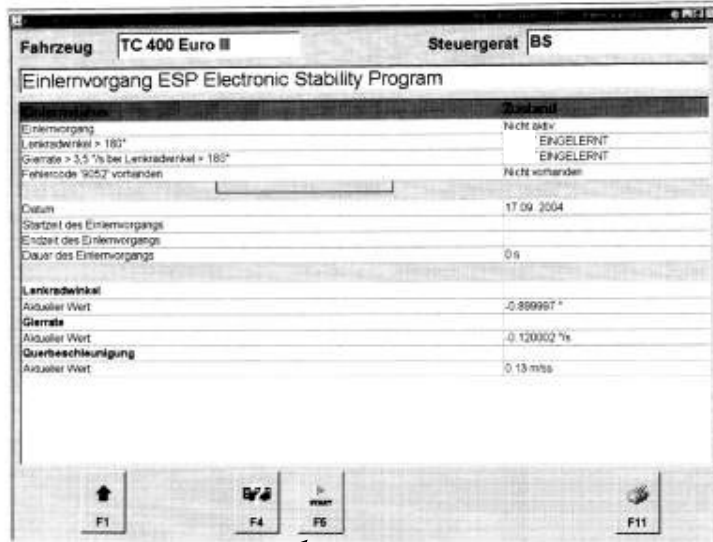 Fahrzeug TC 400 Euro III Steuergerät BS
Einlernvorgang ESP Electronic Stability Program
Zustand
Einlernvorgang Nicht aktiv
Lenkradwinkel > 180° EINGELERNT
Gierrate > 3,5 °/s bei Lenkradwinkel > 180° EINGELERNT
Fehlercode '9052' vorhanden Nicht vorhanden
Datum 17.09.2004
Startzeit des Einlernvorgangs
Endzeit des Einlernvorgangs
Dauer des Einlernvorgangs 0 s
Lenkradwinkel
Aktueller Wert -0.899997 °
Gierrate
Aktueller Wert -0.120002 °/s
Querbeschleunigung
Aktueller Wert 0.13 m/ss
START
F1 F4 F5 F11